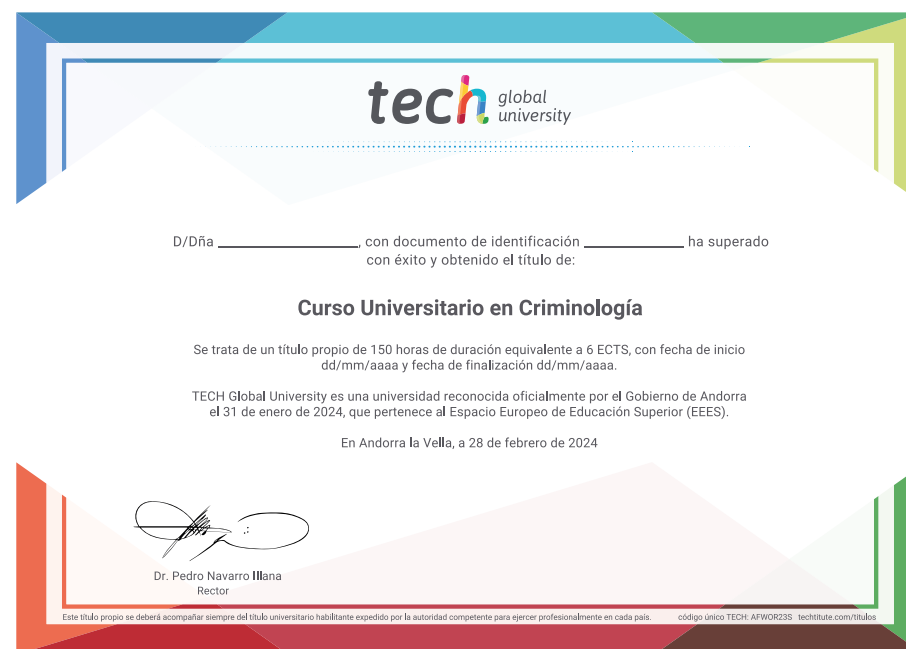 tech global university
D/Dña ____________, con documento de identificación ____________ ha superado
con éxito y obtenido el título de:
Curso Universitario en Criminología
Se trata de un título propio de 150 horas de duración equivalente a 6 ECTS, con fecha de inicio
dd/mm/aaaa y fecha de finalización dd/mm/aaaa.
TECH Global University es una universidad reconocida oficialmente por el Gobierno de Andorra
el 31 de enero de 2024, que pertenece al Espacio Europeo de Educación Superior (EEES).
En Andorra la Vella, a 28 de febrero de 2024
Dr. Pedro Navarro Illana
Rector
Este título propio se deberá acompañar siempre del título universitario habilitante expedido por la autoridad competente para ejercer profesionalmente en cada país. código único TECH: AFWOR23S techtitute.com/titulos